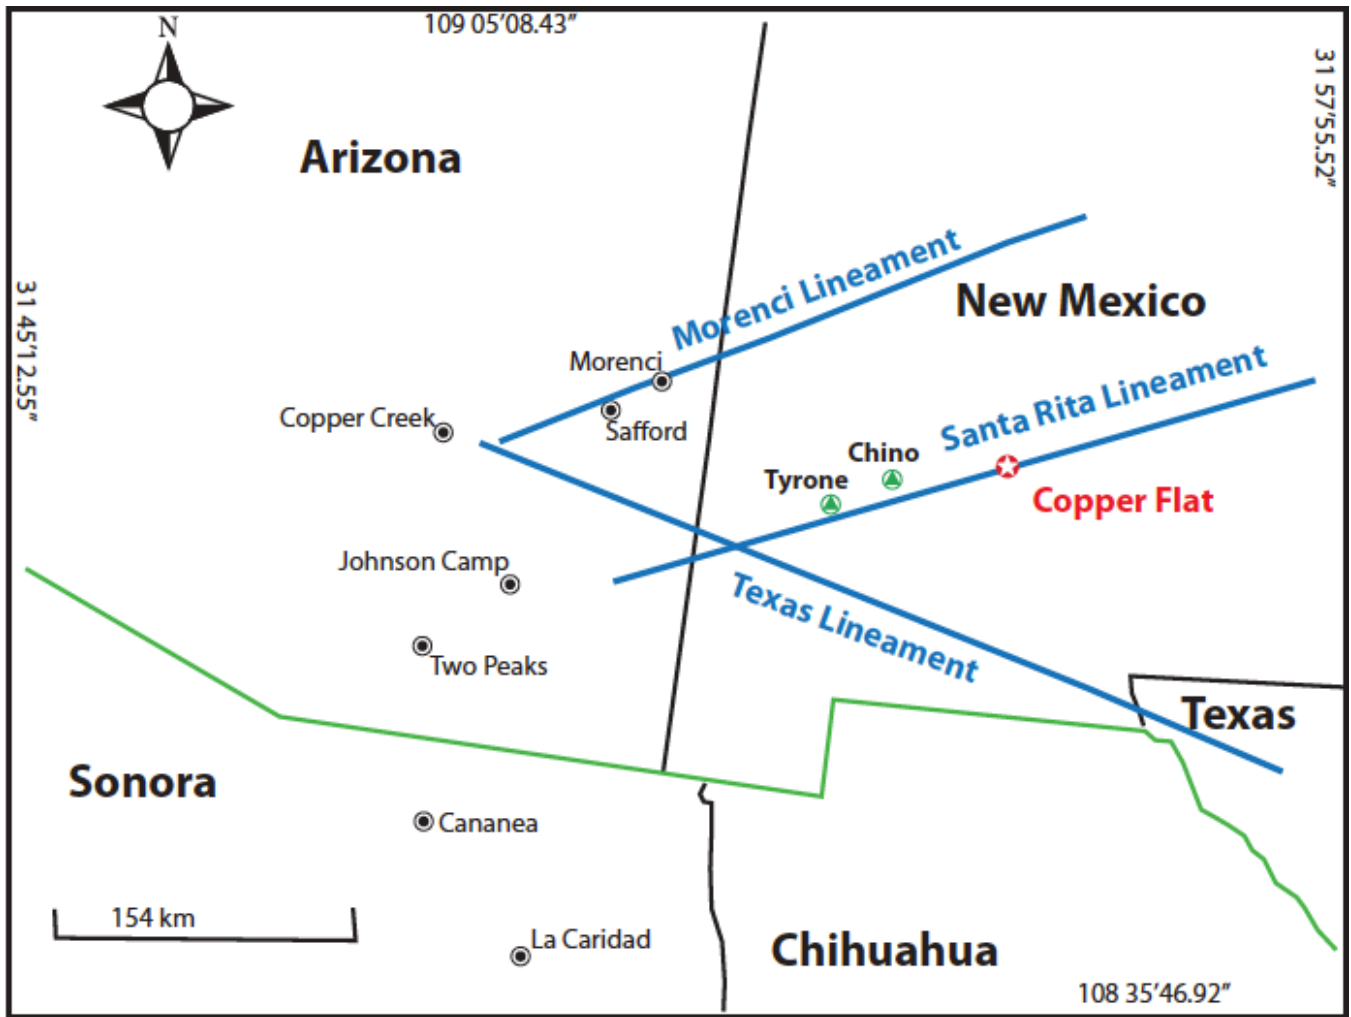 N
109 05'08.43"
31 57'55.52"
Arizona
Morenci Lineament
New Mexico
31 45'12.55"
Morenci
Santa Rita Lineament
Copper Creek
Safford
Chino
Tyrone
Copper Flat
Johnson Camp
Texas Lineament
Two Peaks
Texas
Sonora
Cananea
154 km
La Caridad
Chihuahua
108 35'46.92"